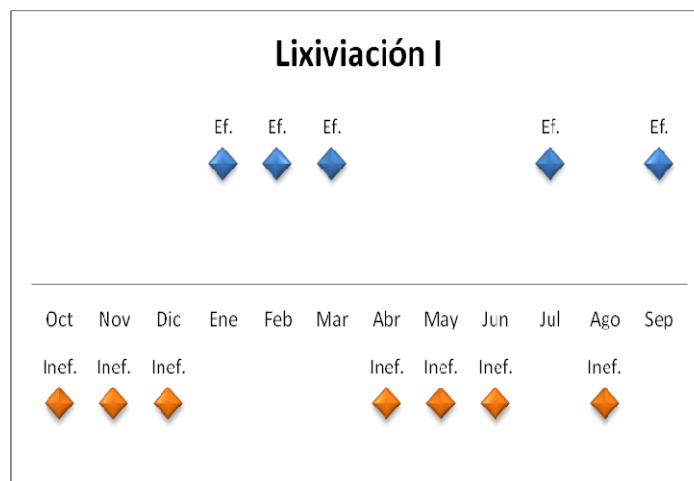 Lixiviación I
Ef. Ef. Ef. Ef. Ef.
Oct Nov Dic Ene Feb Mar Abr May Jun Jul Ago Sep
Inef. Inef. Inef. Inef. Inef. Inef. Inef.